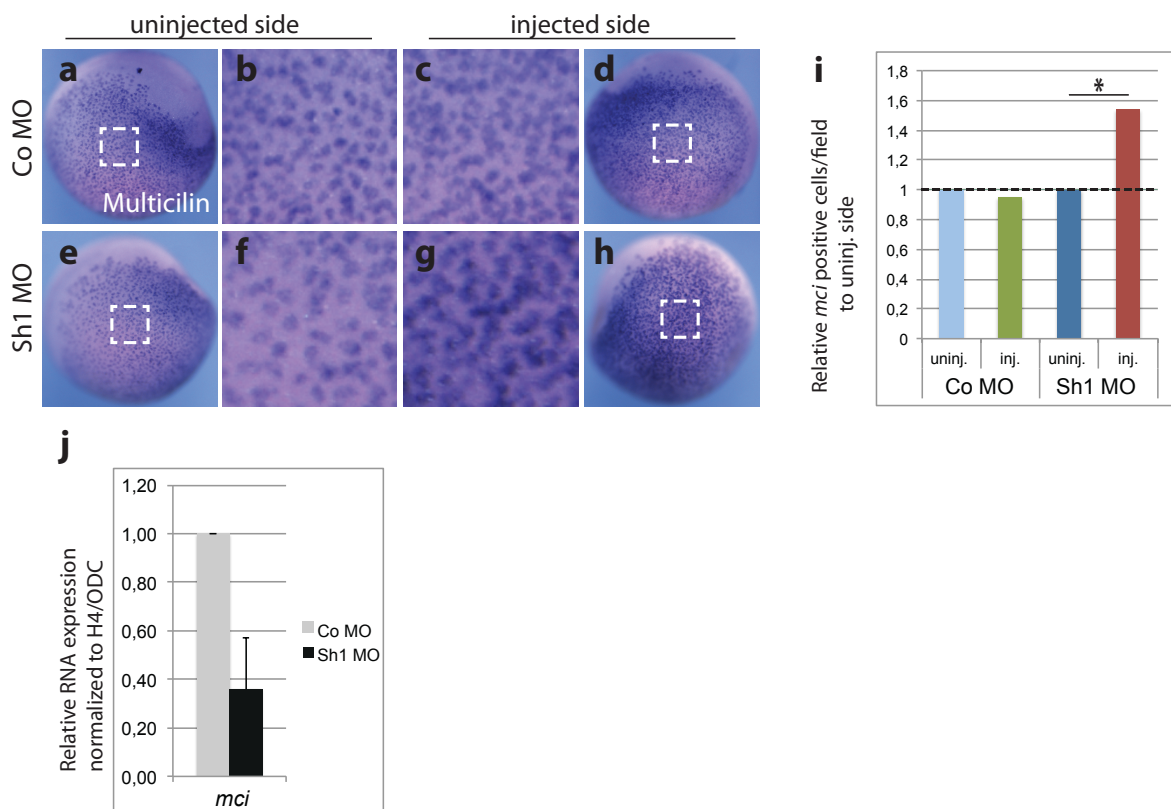 uninjected side
injected side
Co MO
a
b
c
d
Multicilin
Sh1 MO
e
f
g
h
i
Relative mci positive cells/field
to uninj. side
1,8
1,6
1,4
1,2
1
0,8
0,6
0,4
0,2
0
*
uninj.
inj.
uninj.
inj.
Co MO
Sh1 MO
j
Relative RNA expression
normalized to H4/ODC
1,20
1,00
0,80
0,60
0,40
0,20
0,00
mci
Co MO
Sh1 MO